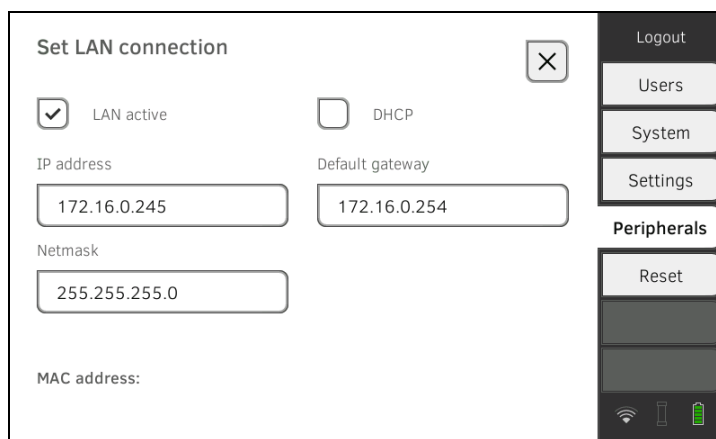 Set LAN connection
LAN active
DHCP
IP address
Default gateway
172.16.0.245
172.16.0.254
Netmask
255.255.255.0
MAC address:
Logout
Users
System
Settings
Peripherals
Reset